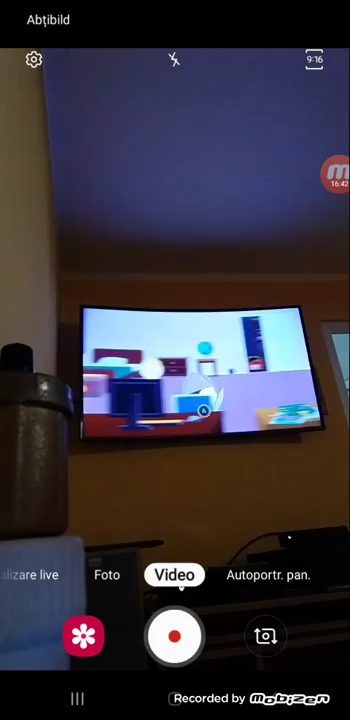 Abțibild
9:16
16:42
A
lizare live
Foto
Video
Autoportr. pan.
Recorded by mobizen